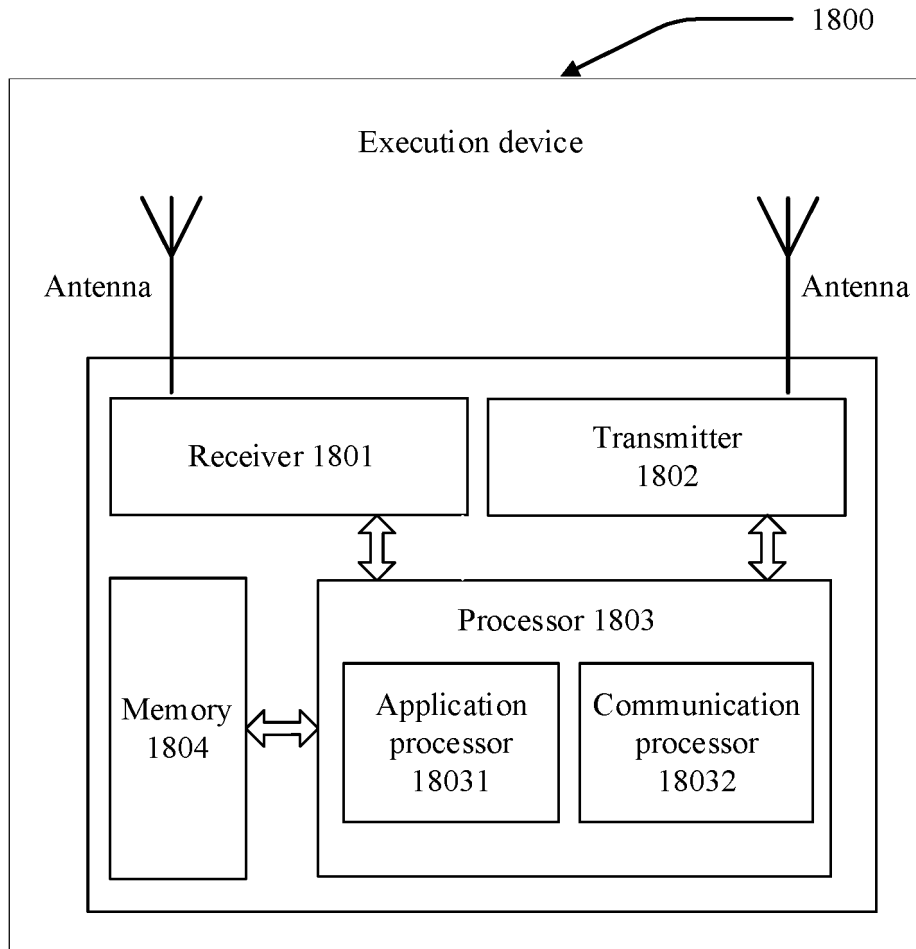 1800
Execution device
Antenna
Antenna
Receiver 1801
Transmitter
1802
Processor 1803
Memory
1804
Application
processor
18031
Communication
processor
18032